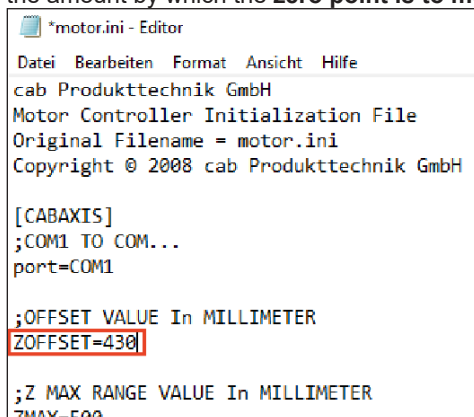 the amount by which the zero point is to
*motor.ini - Editor
Datei Bearbeiten Format Ansicht Hilfe
cab Produkttechnik GmbH
Motor Controller Initialization File
Original Filename = motor.ini
Copyright © 2008 cab Produkttechnik GmbH
[CABAXIS]
;COM1 TO COM...
port=COM1
;OFFSET VALUE In MILLIMETER
ZOFFSET=430
;Z MAX RANGE VALUE In MILLIMETER
ZMAX=500